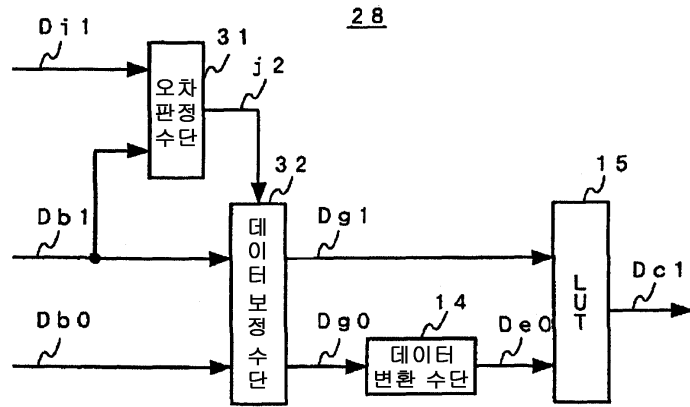 28
Di1
31
오차
판정
수단
j2
32
15
Db1
데이터 보정 수단
Dg1
LUT
Dc1
Db0
Dg0
14
데이터
변환 수단
De0